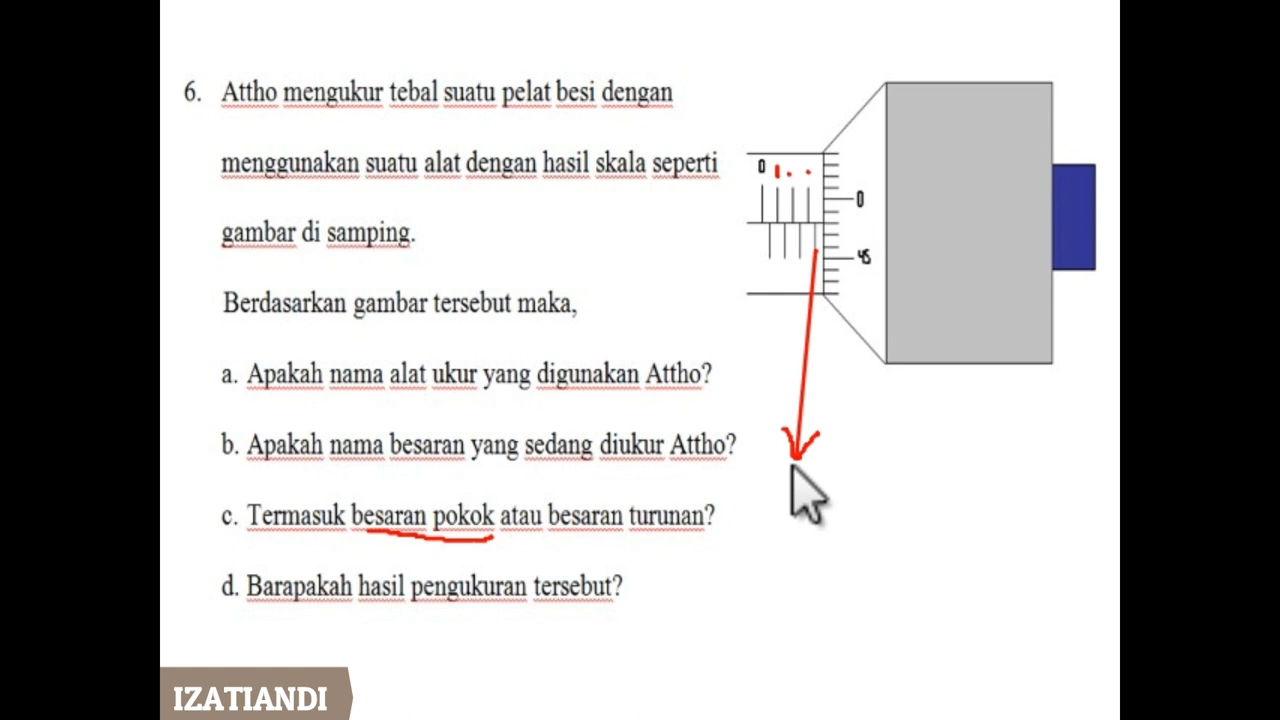 6. Attho mengukur tebal suatu pelat besi dengan
menggunakan suatu alat dengan hasil skala seperti
gambar di samping.
Berdasarkan gambar tersebut maka,
a. Apakah nama alat ukur yang digunakan Attho?
b. Apakah nama besaran yang sedang diukur Attho?
c. Termasuk besaran pokok atau besaran turunan?
d. Barapakah hasil pengukuran tersebut?
0
0
45
IZATIANDI